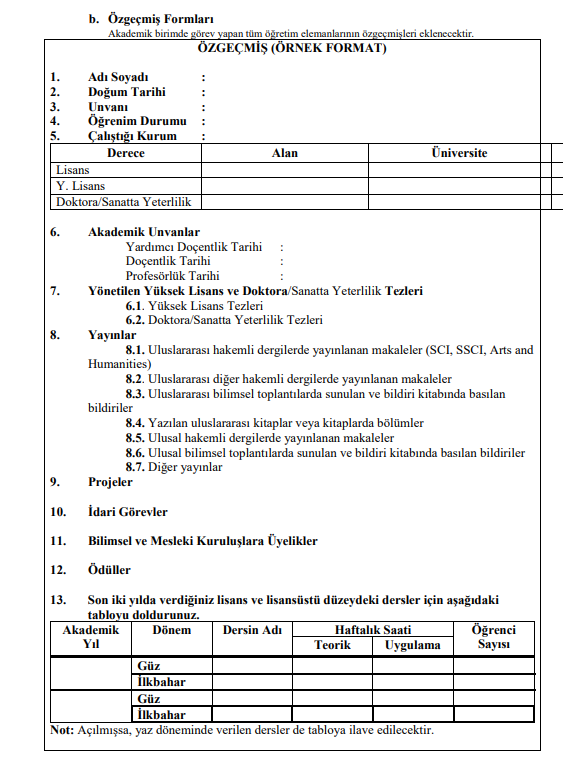 b. Özgeçmiş Formları
Akademik birimde görev yapan tüm öğretim elemanlarının özgeçmişleri eklenecektir.
ÖZGEÇMİŞ (ÖRNEK FORMAT)
1. Adı Soyadı :
2. Doğum Tarihi :
3. Unvanı :
4. Öğrenim Durumu :
5. Çalıştığı Kurum :
Derece Alan Üniversite
Lisans
Y. Lisans
Doktora/Sanatta Yeterlilik
6. Akademik Unvanlar
Yardımcı Doçentlik Tarihi :
Doçentlik Tarihi :
Profesörlük Tarihi :
7. Yönetilen Yüksek Lisans ve Doktora/Sanatta Yeterlilik Tezleri
6.1. Yüksek Lisans Tezleri
6.2. Doktora/Sanatta Yeterlilik Tezleri
8. Yayınlar
8.1. Uluslararası hakemli dergilerde yayınlanan makaleler (SCI, SSCI, Arts and
Humanities)
8.2. Uluslararası diğer hakemli dergilerde yayınlanan makaleler
8.3. Uluslararası bilimsel toplantılarda sunulan ve bildiri kitabında basılan
bildiriler
8.4. Yazılan uluslararası kitaplar veya kitaplarda bölümler
8.5. Ulusal hakemli dergilerde yayınlanan makaleler
8.6. Ulusal bilimsel toplantılarda sunulan ve bildiri kitabında basılan bildiriler
8.7. Diğer yayınlar
9. Projeler
10. İdari Görevler
11. Bilimsel ve Mesleki Kuruluşlara Üyelikler
12. Ödüller
13. Son iki yılda verdiğiniz lisans ve lisansüstü düzeydeki dersler için aşağıdaki
tabloyu doldurunuz.
Akademik Yıl Dönem Dersin Adı Haftalık Saati Öğrenci Sayısı
Teorik Uygulama
Güz
İlkbahar
Güz
İlkbahar
Not: Açılmışsa, yaz döneminde verilen dersler de tabloya ilave edilecektir.